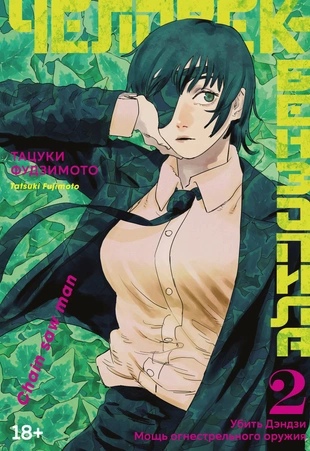 ЧЕЛОВЕК-
БЕНЗОПИЛА
ТАЦУКИ
ФУДЗИМОТО
Tatsuki Fujimoto
Chain saw man
2
Убить Дэндзи
Мощь огнестрельного оружия
18+